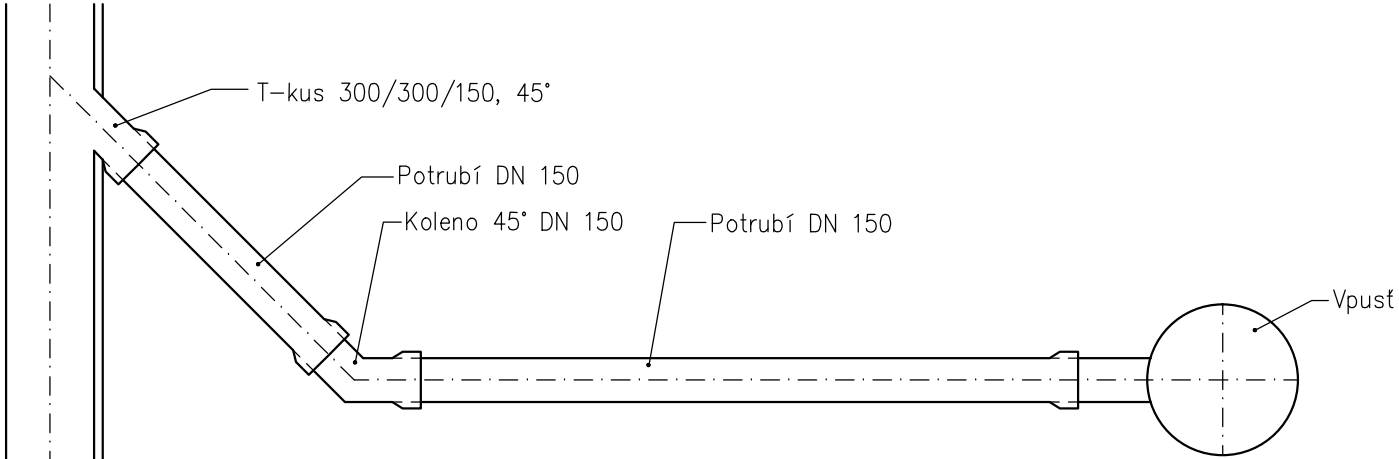 T-kus 300/300/150, 45°
Potrubí DN 150
Koleno 45° DN 150
Potrubí DN 150
Vpusť